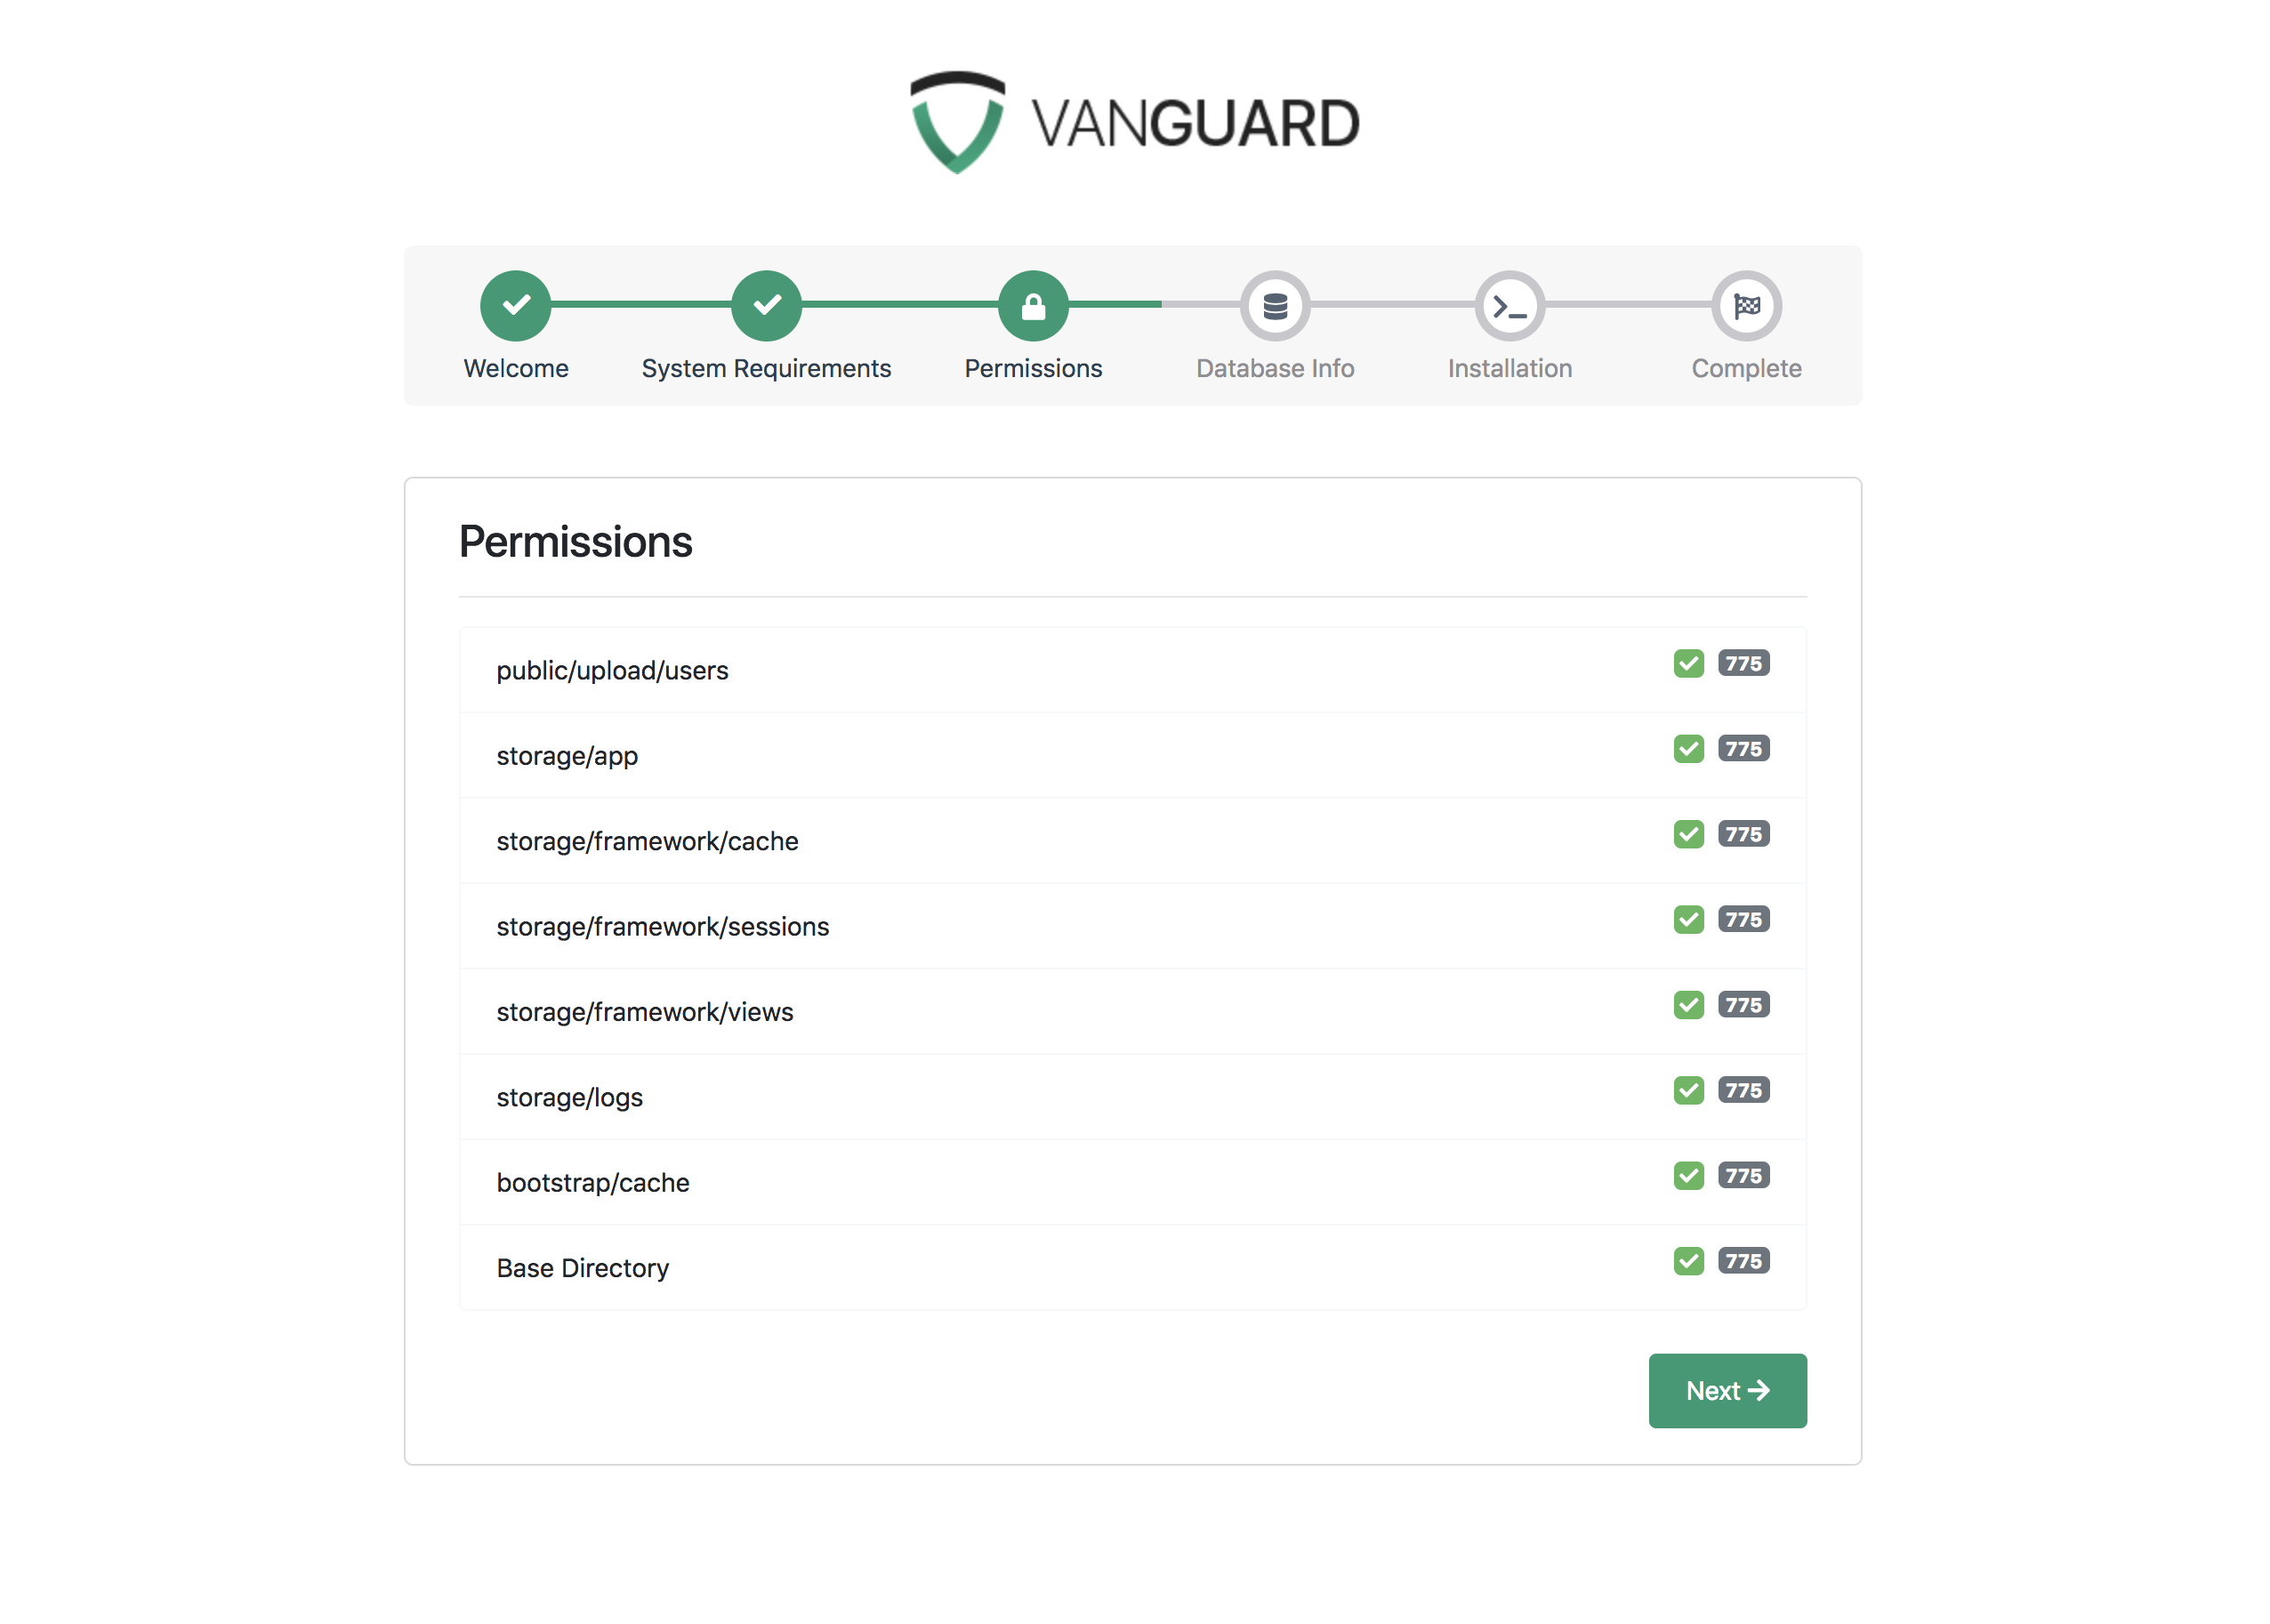 VANGUARD
Welcome System Requirements Permissions Database Info Installation Complete
Permissions
public/upload/users 775
storage/app 775
storage/framework/cache 775
storage/framework/sessions 775
storage/framework/views 775
storage/logs 775
bootstrap/cache 775
Base Directory 775
Next